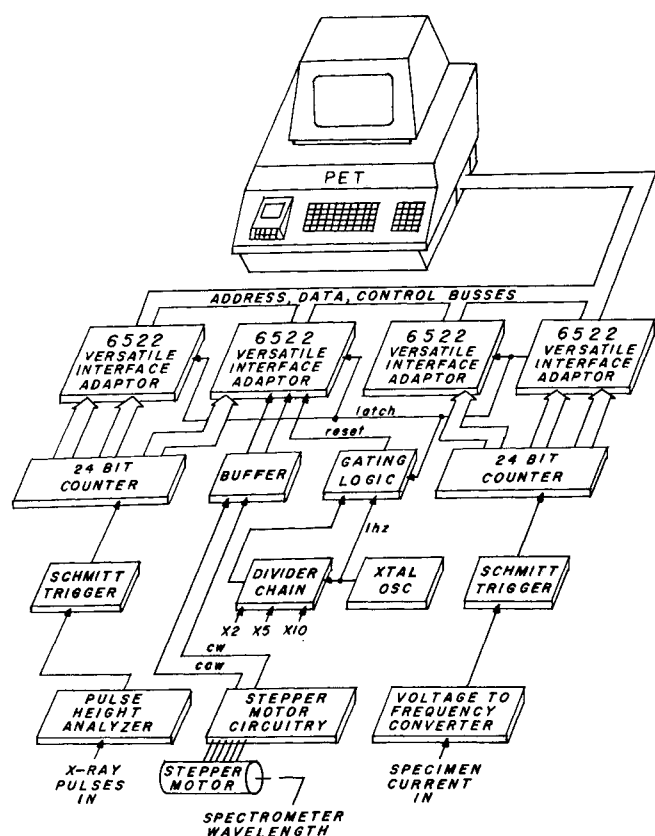 PET
ADDRESS, DATA, CONTROL BUSSES
6522
VERSATILE
INTERFACE
ADAPTOR
6522
VERSATILE
INTERFACE
ADAPTOR
6522
VERSATILE
INTERFACE
ADAPTOR
6522
VERSATILE
INTERFACE
ADAPTOR
latch
reset
24 BIT
COUNTER
BUFFER
GATING
LOGIC
24 BIT
COUNTER
1hz
SCHMITT
TRIGGER
DIVIDER
CHAIN
XTAL
OSC
SCHMITT
TRIGGER
X2 X5 X10
cw
ccw
PULSE
HEIGHT
ANALYZER
STEPPER
MOTOR
CIRCUITRY
VOLTAGE TO
FREQUENCY
CONVERTER
X-RAY
PULSES
IN
STEPPER
MOTOR
SPECIMEN
CURRENT
IN
SPECTROMETER
WAVELENGTH